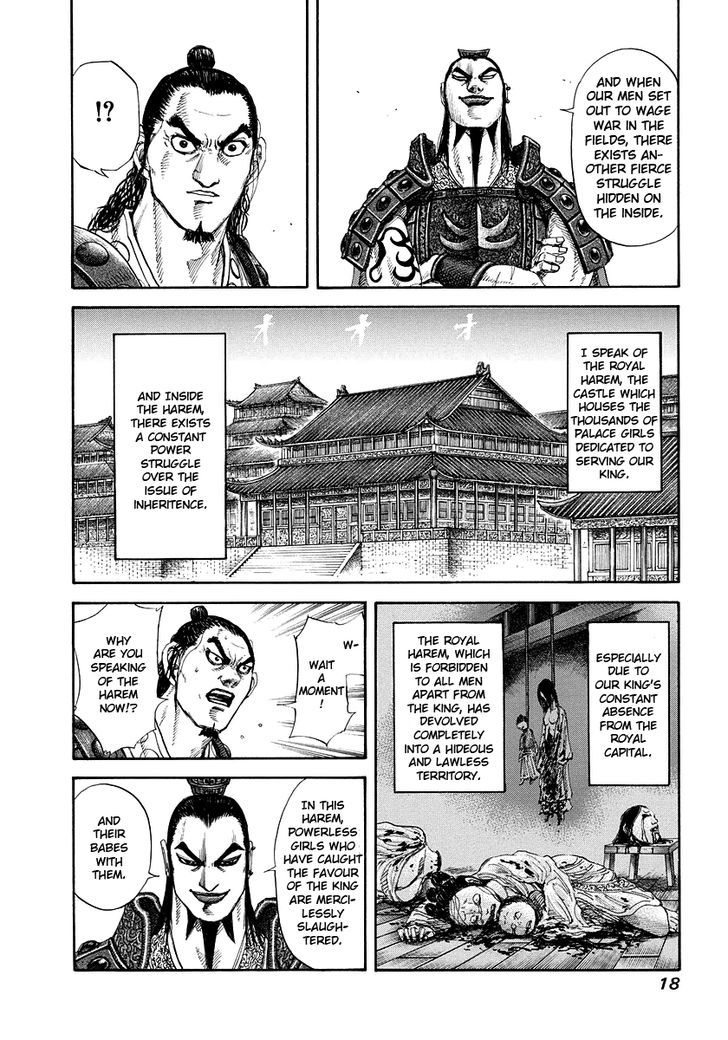 AND WHEN
OUR MEN SET
OUT TO WAGE
WAR IN THE
FIELDS, THERE
EXISTS AN-
OTHER FIERCE
STRUGGLE
HIDDEN ON
THE INSIDE.
!?
オ オ オ
I SPEAK OF
THE ROYAL
HAREM, THE
CASTLE WHICH
HOUSES THE
THOUSANDS OF
PALACE GIRLS
DEDICATED TO
SERVING OUR
KING.
AND INSIDE
THE HAREM,
THERE EXISTS
A CONSTANT
POWER
STRUGGLE
OVER THE
ISSUE OF
INHERITENCE.
ESPECIALLY
DUE TO
OUR KING'S
CONSTANT
ABSENCE
FROM THE
ROYAL
CAPITAL.
THE ROYAL
HAREM, WHICH
IS FORBIDDEN
TO ALL MEN
APART FROM
THE KING, HAS
DEVOLVED
COMPLETELY
INTO A HIDEOUS
AND LAWLESS
TERRITORY.
W-
WAIT
A
MOMENT
!
WHY
ARE YOU
SPEAKING
OF THE
HAREM
NOW!?
IN THIS
HAREM,
POWERLESS
GIRLS WHO
HAVE CAUGHT
THE FAVOUR
OF THE KING
ARE MERCI-
LESSLY
SLAUGH-
TERED.
AND
THEIR
BABES
WITH
THEM.
18